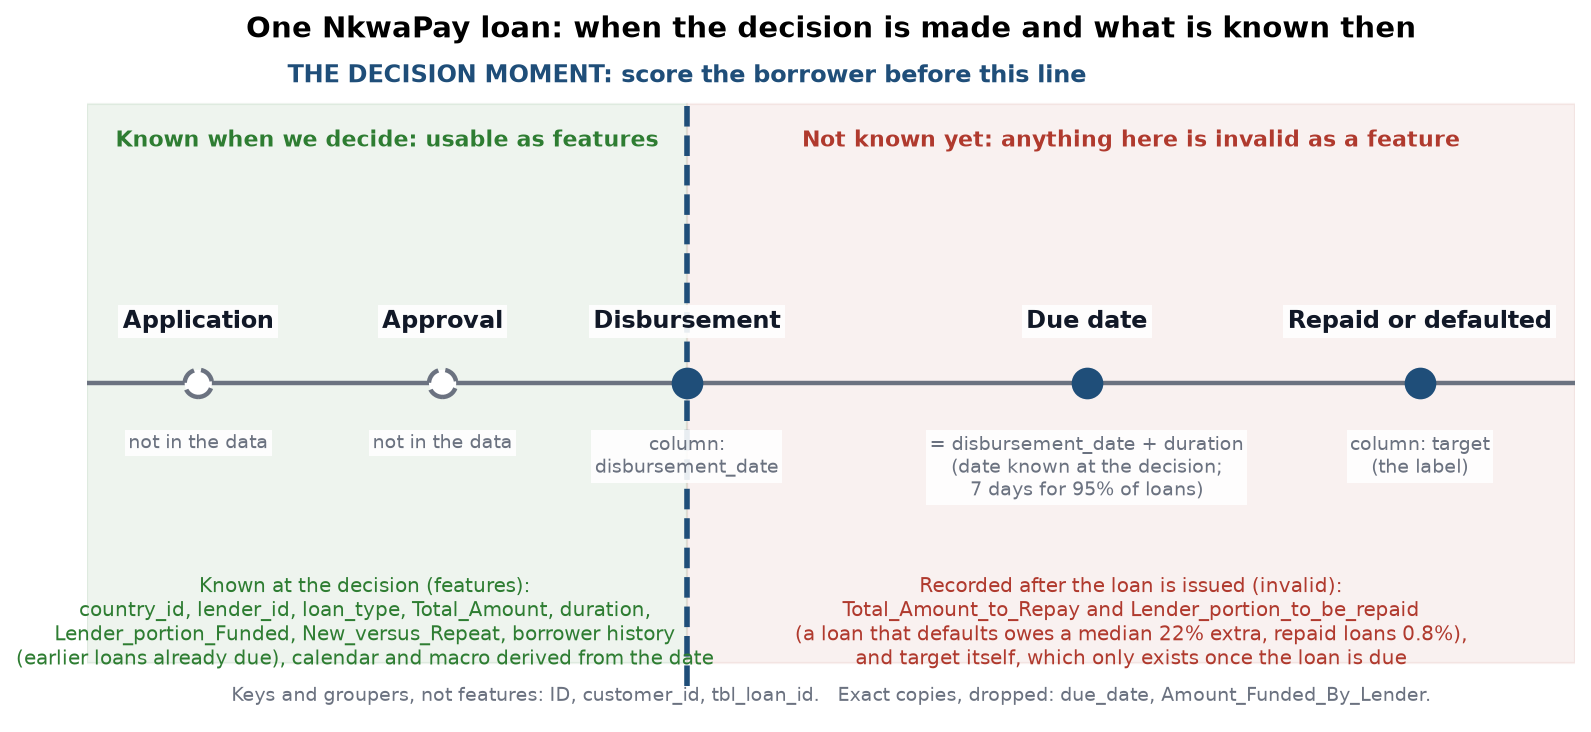 One NkwaPay loan: when the decision is made and what is known then
THE DECISION MOMENT: score the borrower before this line
Known when we decide: usable as features
Not known yet: anything here is invalid as a feature
Application
Approval
Disbursement
Due date
Repaid or defaulted
not in the data
not in the data
column:
disbursement_date
= disbursement_date + duration
(date known at the decision;
7 days for 95% of loans)
column: target
(the label)
Known at the decision (features):
country_id, lender_id, loan_type, Total_Amount, duration,
Lender_portion_Funded, New_versus_Repeat, borrower history
(earlier loans already due), calendar and macro derived from the date
Recorded after the loan is issued (invalid):
Total_Amount_to_Repay and Lender_portion_to_be_repaid
(a loan that defaults owes a median 22% extra, repaid loans 0.8%),
and target itself, which only exists once the loan is due
Keys and groupers, not features: ID, customer_id, tbl_loan_id.   Exact copies, dropped: due_date, Amount_Funded_By_Lender.